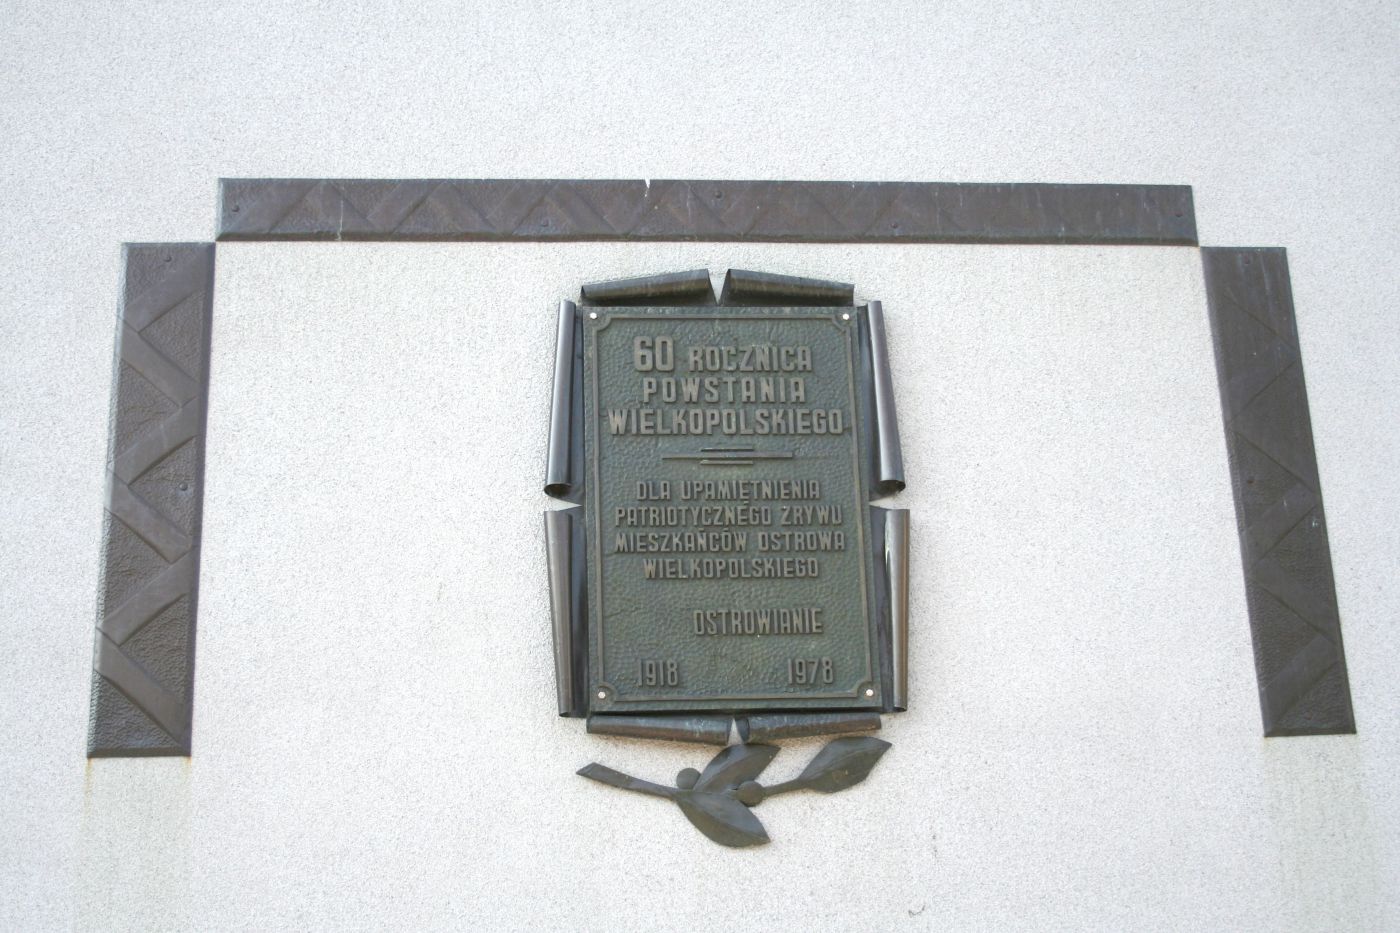 60 ROCZNICA
POWSTANIA
WIELKOPOLSKIEGO
DLA UPAMIĘTNIENIA
PATRIOTYCZNEGO ZRYWU
MIESZKAŃCÓW OSTROWA
WIELKOPOLSKIEGO
OSTROWIANIE
1918 1978